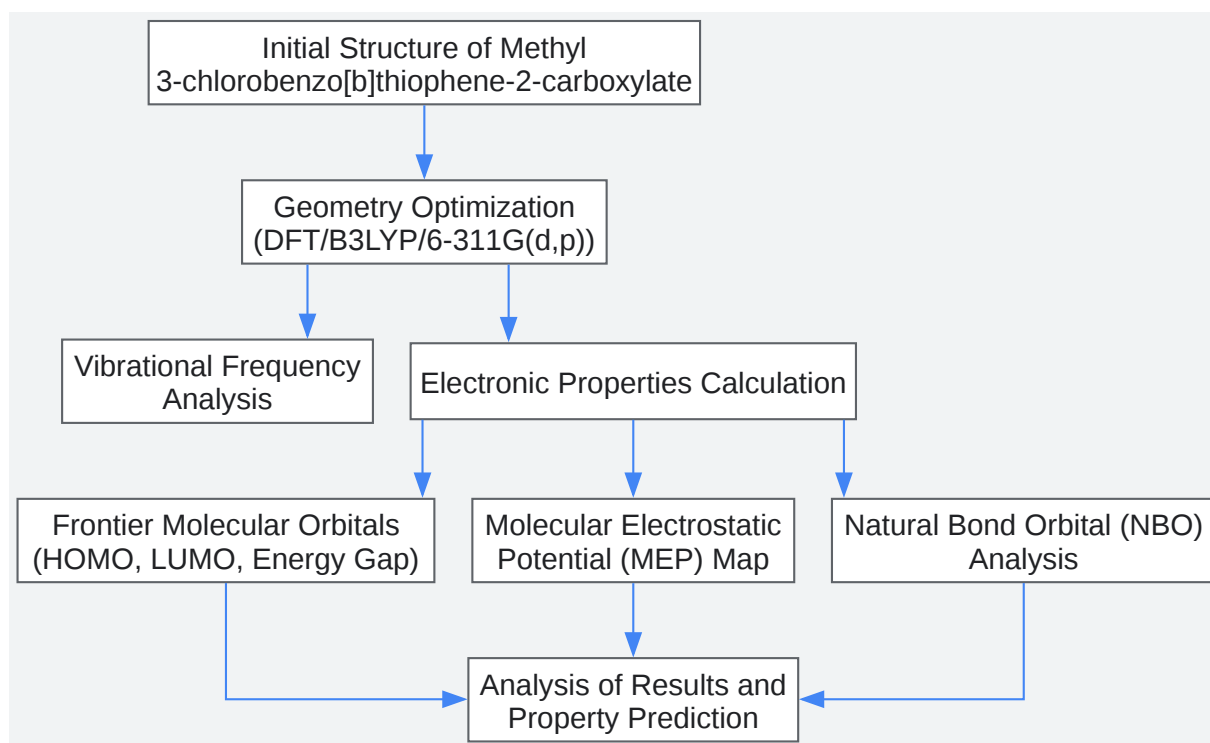 Initial Structure of Methyl
3-chlorobenzo[b]thiophene-2-carboxylate
Geometry Optimization
(DFT/B3LYP/6-311G(d,p))
Vibrational Frequency
Analysis
Electronic Properties Calculation
Frontier Molecular Orbitals
(HOMO, LUMO, Energy Gap)
Molecular Electrostatic
Potential (MEP) Map
Natural Bond Orbital (NBO)
Analysis
Analysis of Results and
Property Prediction